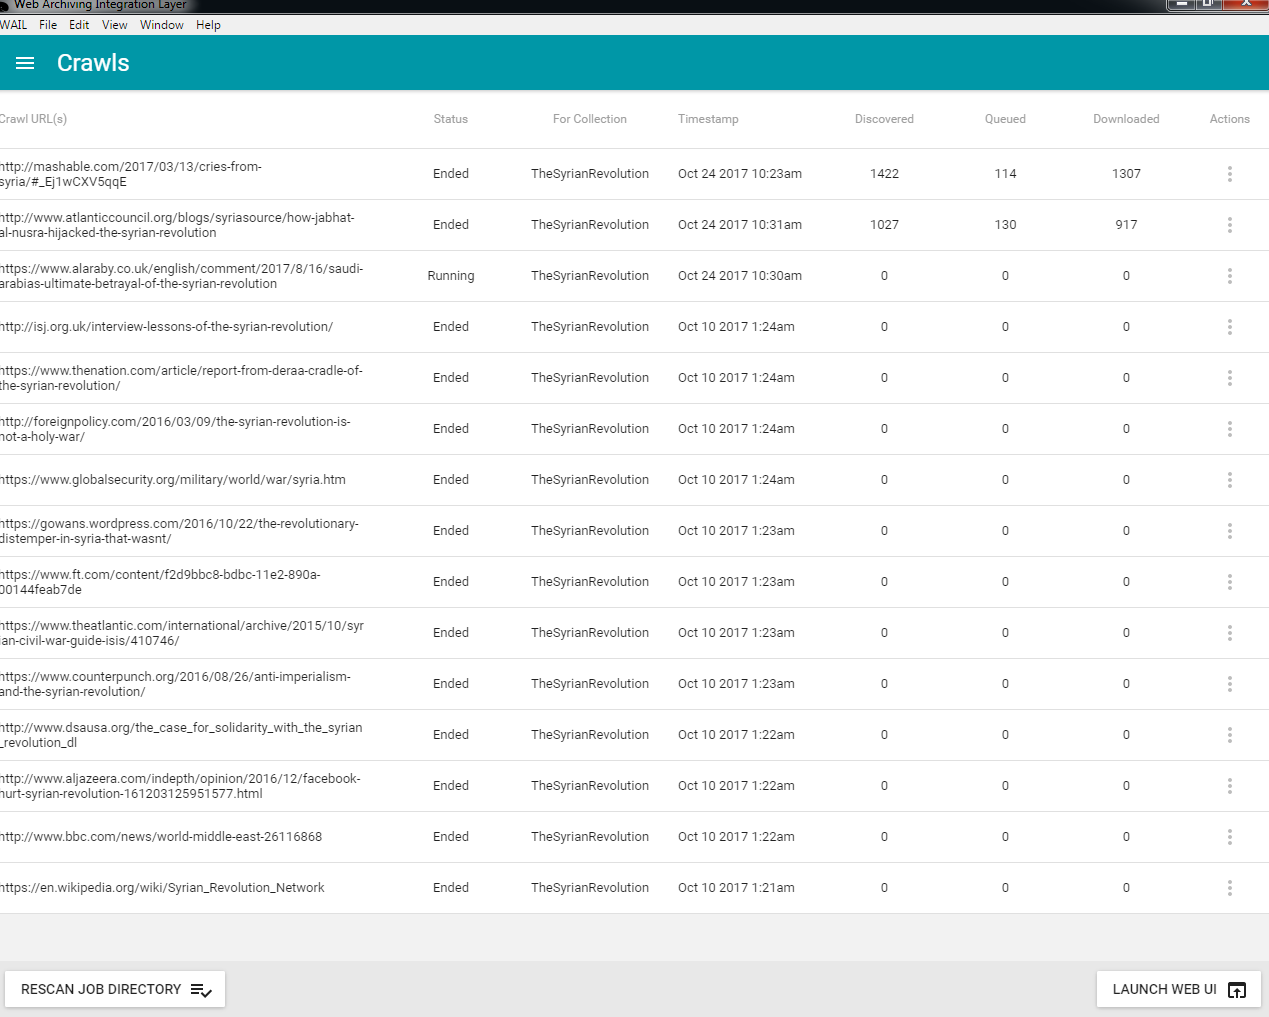 Web Archiving Integration Layer
WAIL File Edit View Window Help
Crawls
Crawl URL(s) Status For Collection Timestamp Discovered Queued Downloaded Actions
http://mashable.com/2017/03/13/cries-from-
syria/#_Ej1wCXV5qqE Ended TheSyrianRevolution Oct 24 2017 10:23am 1422 114 1307
http://www.atlanticcouncil.org/blogs/syriasource/how-jabhat-
al-nusra-hijacked-the-syrian-revolution Ended TheSyrianRevolution Oct 24 2017 10:31am 1027 130 917
https://www.alaraby.co.uk/english/comment/2017/8/16/saudi-
arabias-ultimate-betrayal-of-the-syrian-revolution Running TheSyrianRevolution Oct 24 2017 10:30am 0 0 0
http://isj.org.uk/interview-lessons-of-the-syrian-revolution/ Ended TheSyrianRevolution Oct 10 2017 1:24am 0 0 0
https://www.thenation.com/article/report-from-deraa-cradle-of-
the-syrian-revolution/ Ended TheSyrianRevolution Oct 10 2017 1:24am 0 0 0
http://foreignpolicy.com/2016/03/09/the-syrian-revolution-is-
not-a-holy-war/ Ended TheSyrianRevolution Oct 10 2017 1:24am 0 0 0
https://www.globalsecurity.org/military/world/war/syria.htm Ended TheSyrianRevolution Oct 10 2017 1:24am 0 0 0
https://gowans.wordpress.com/2016/10/22/the-revolutionary-
distemper-in-syria-that-wasnt/ Ended TheSyrianRevolution Oct 10 2017 1:23am 0 0 0
https://www.ft.com/content/f2d9bbc8-bdbc-11e2-890a-
00144feab7de Ended TheSyrianRevolution Oct 10 2017 1:23am 0 0 0
https://www.theatlantic.com/international/archive/2015/10/syr
ian-civil-war-guide-isis/410746/ Ended TheSyrianRevolution Oct 10 2017 1:23am 0 0 0
https://www.counterpunch.org/2016/08/26/anti-imperialism-
and-the-syrian-revolution/ Ended TheSyrianRevolution Oct 10 2017 1:23am 0 0 0
http://www.dsausa.org/the_case_for_solidarity_with_the_syrian
_revolution_dl Ended TheSyrianRevolution Oct 10 2017 1:22am 0 0 0
http://www.aljazeera.com/indepth/opinion/2016/12/facebook-
hurt-syrian-revolution-161203125951577.html Ended TheSyrianRevolution Oct 10 2017 1:22am 0 0 0
http://www.bbc.com/news/world-middle-east-26116868 Ended TheSyrianRevolution Oct 10 2017 1:22am 0 0 0
https://en.wikipedia.org/wiki/Syrian_Revolution_Network Ended TheSyrianRevolution Oct 10 2017 1:21am 0 0 0
RESCAN JOB DIRECTORY LAUNCH WEB UI